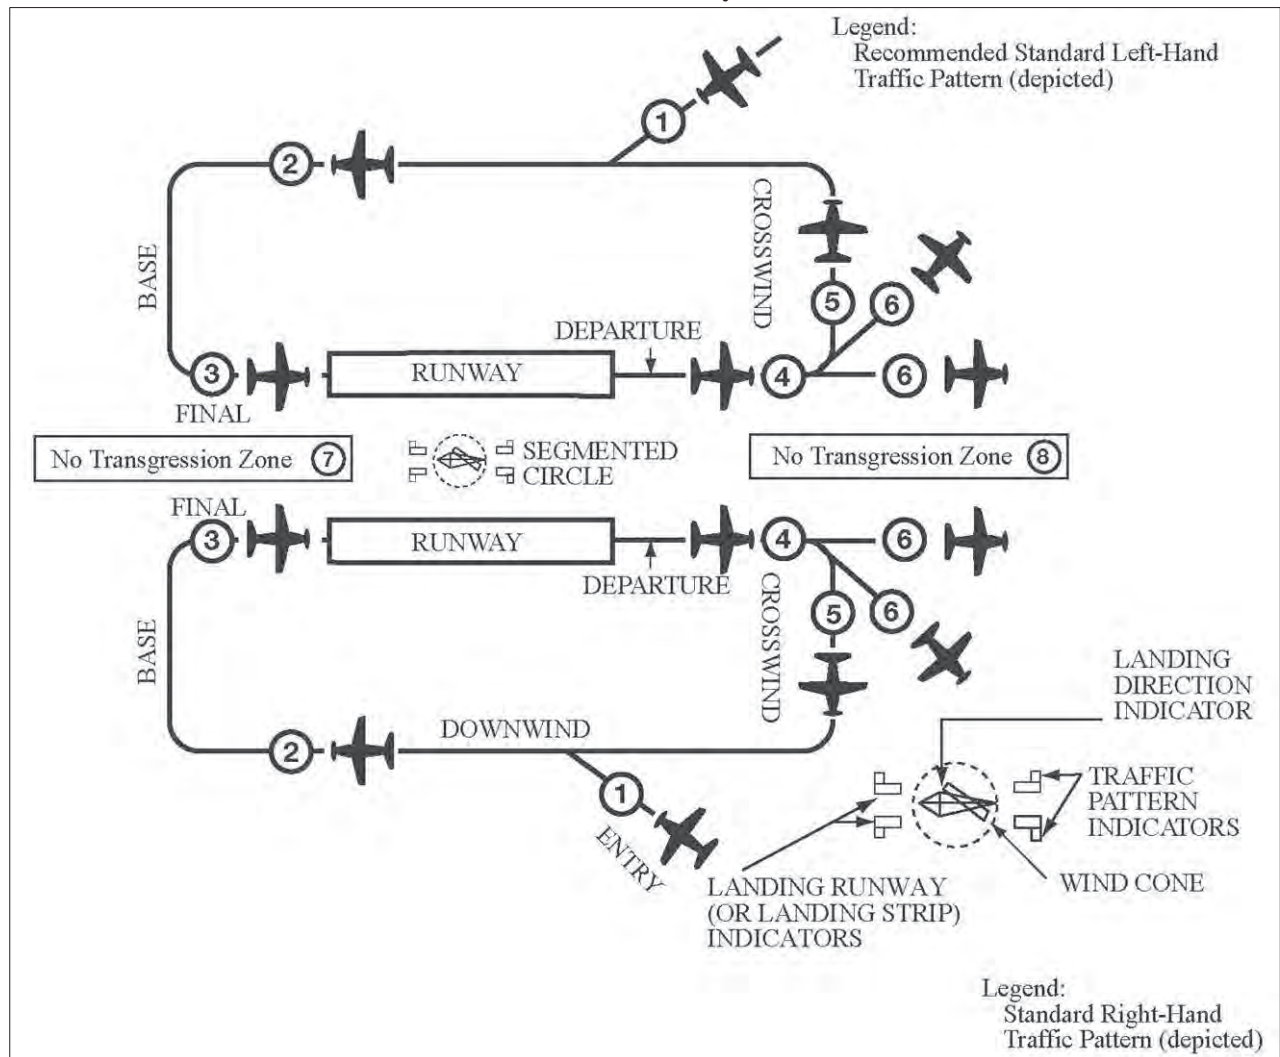 Legend:
Recommended Standard Left-Hand
Traffic Pattern (depicted)
1
2
CROSSWIND
BASE
5
6
DEPARTURE
3
RUNWAY
4
6
FINAL
No Transgression Zone 7
SEGMENTED
CIRCLE
No Transgression Zone 8
FINAL
3
RUNWAY
4
6
DEPARTURE
CROSSWIND
5
6
BASE
LANDING
DIRECTION
INDICATOR
2
DOWNWIND
1
ENTRY
TRAFFIC
PATTERN
INDICATORS
WIND CONE
LANDING RUNWAY
(OR LANDING STRIP)
INDICATORS
Legend:
Standard Right-Hand
Traffic Pattern (depicted)